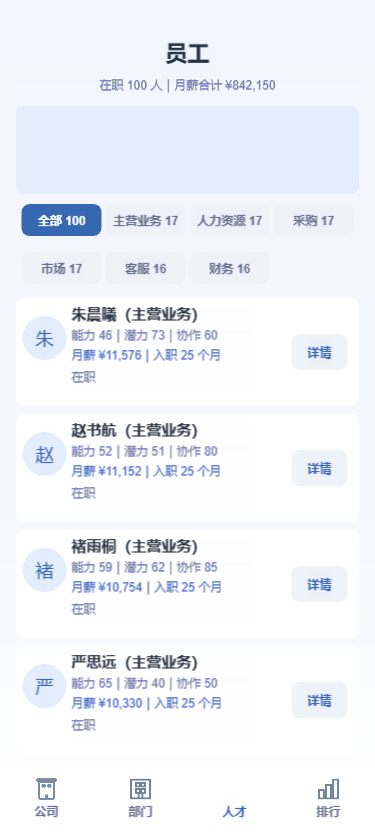 员工
在职 100 人 | 月薪合计 ¥842,150
全部 100
主营业务 17
人力资源 17
采购 17
市场 17
客服 16
财务 16
朱
朱晨曦（主营业务）
能力 46 | 潜力 73 | 协作 60
月薪 ¥11,576 | 入职 25 个月
在职
详情
赵
赵书航（主营业务）
能力 52 | 潜力 51 | 协作 80
月薪 ¥11,152 | 入职 25 个月
在职
详情
褚
褚雨桐（主营业务）
能力 59 | 潜力 62 | 协作 85
月薪 ¥10,754 | 入职 25 个月
在职
详情
严
严思远（主营业务）
能力 65 | 潜力 40 | 协作 50
月薪 ¥10,330 | 入职 25 个月
在职
详情
公司
部门
人才
排行